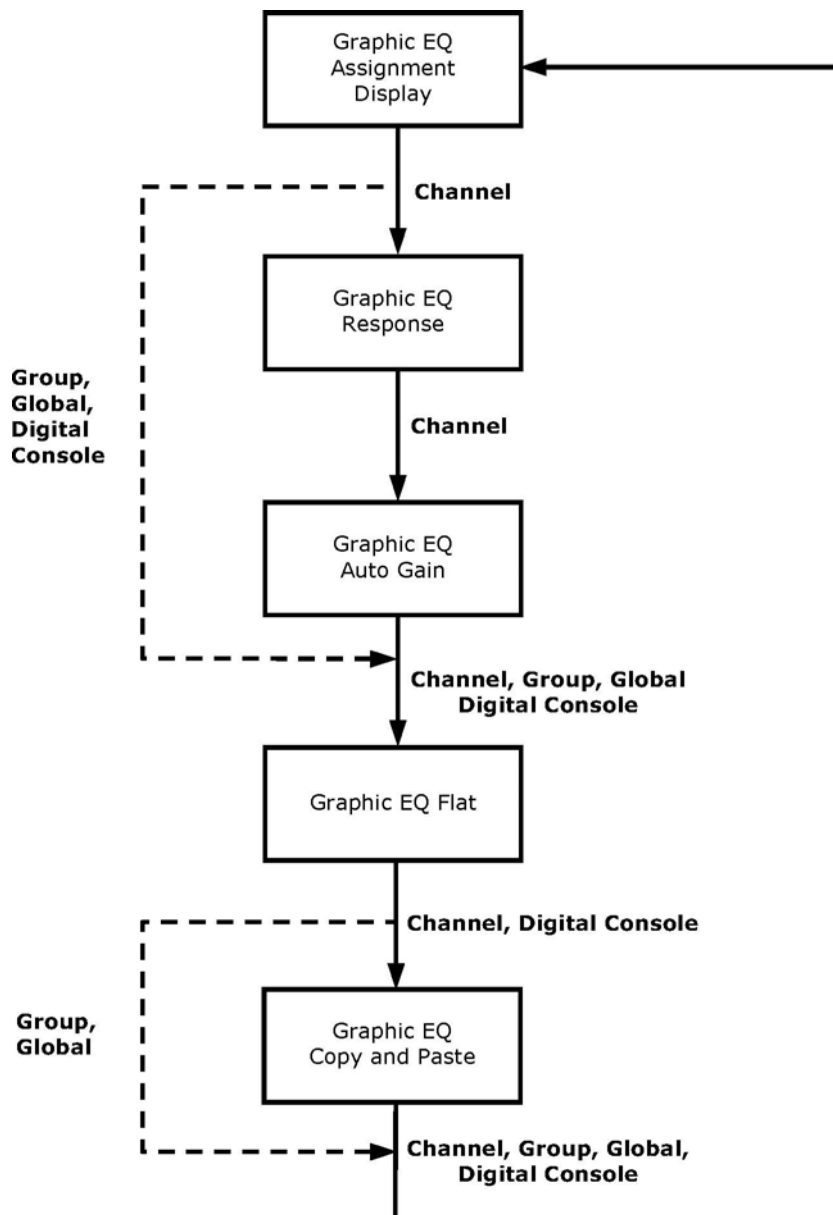 Graphic EQ
Assignment
Display
Channel
Graphic EQ
Response
Group,
Global,
Digital
Console
Channel
Graphic EQ
Auto Gain
Channel, Group, Global
Digital Console
Graphic EQ Flat
Channel, Digital Console
Group,
Global
Graphic EQ
Copy and Paste
Channel, Group, Global,
Digital Console